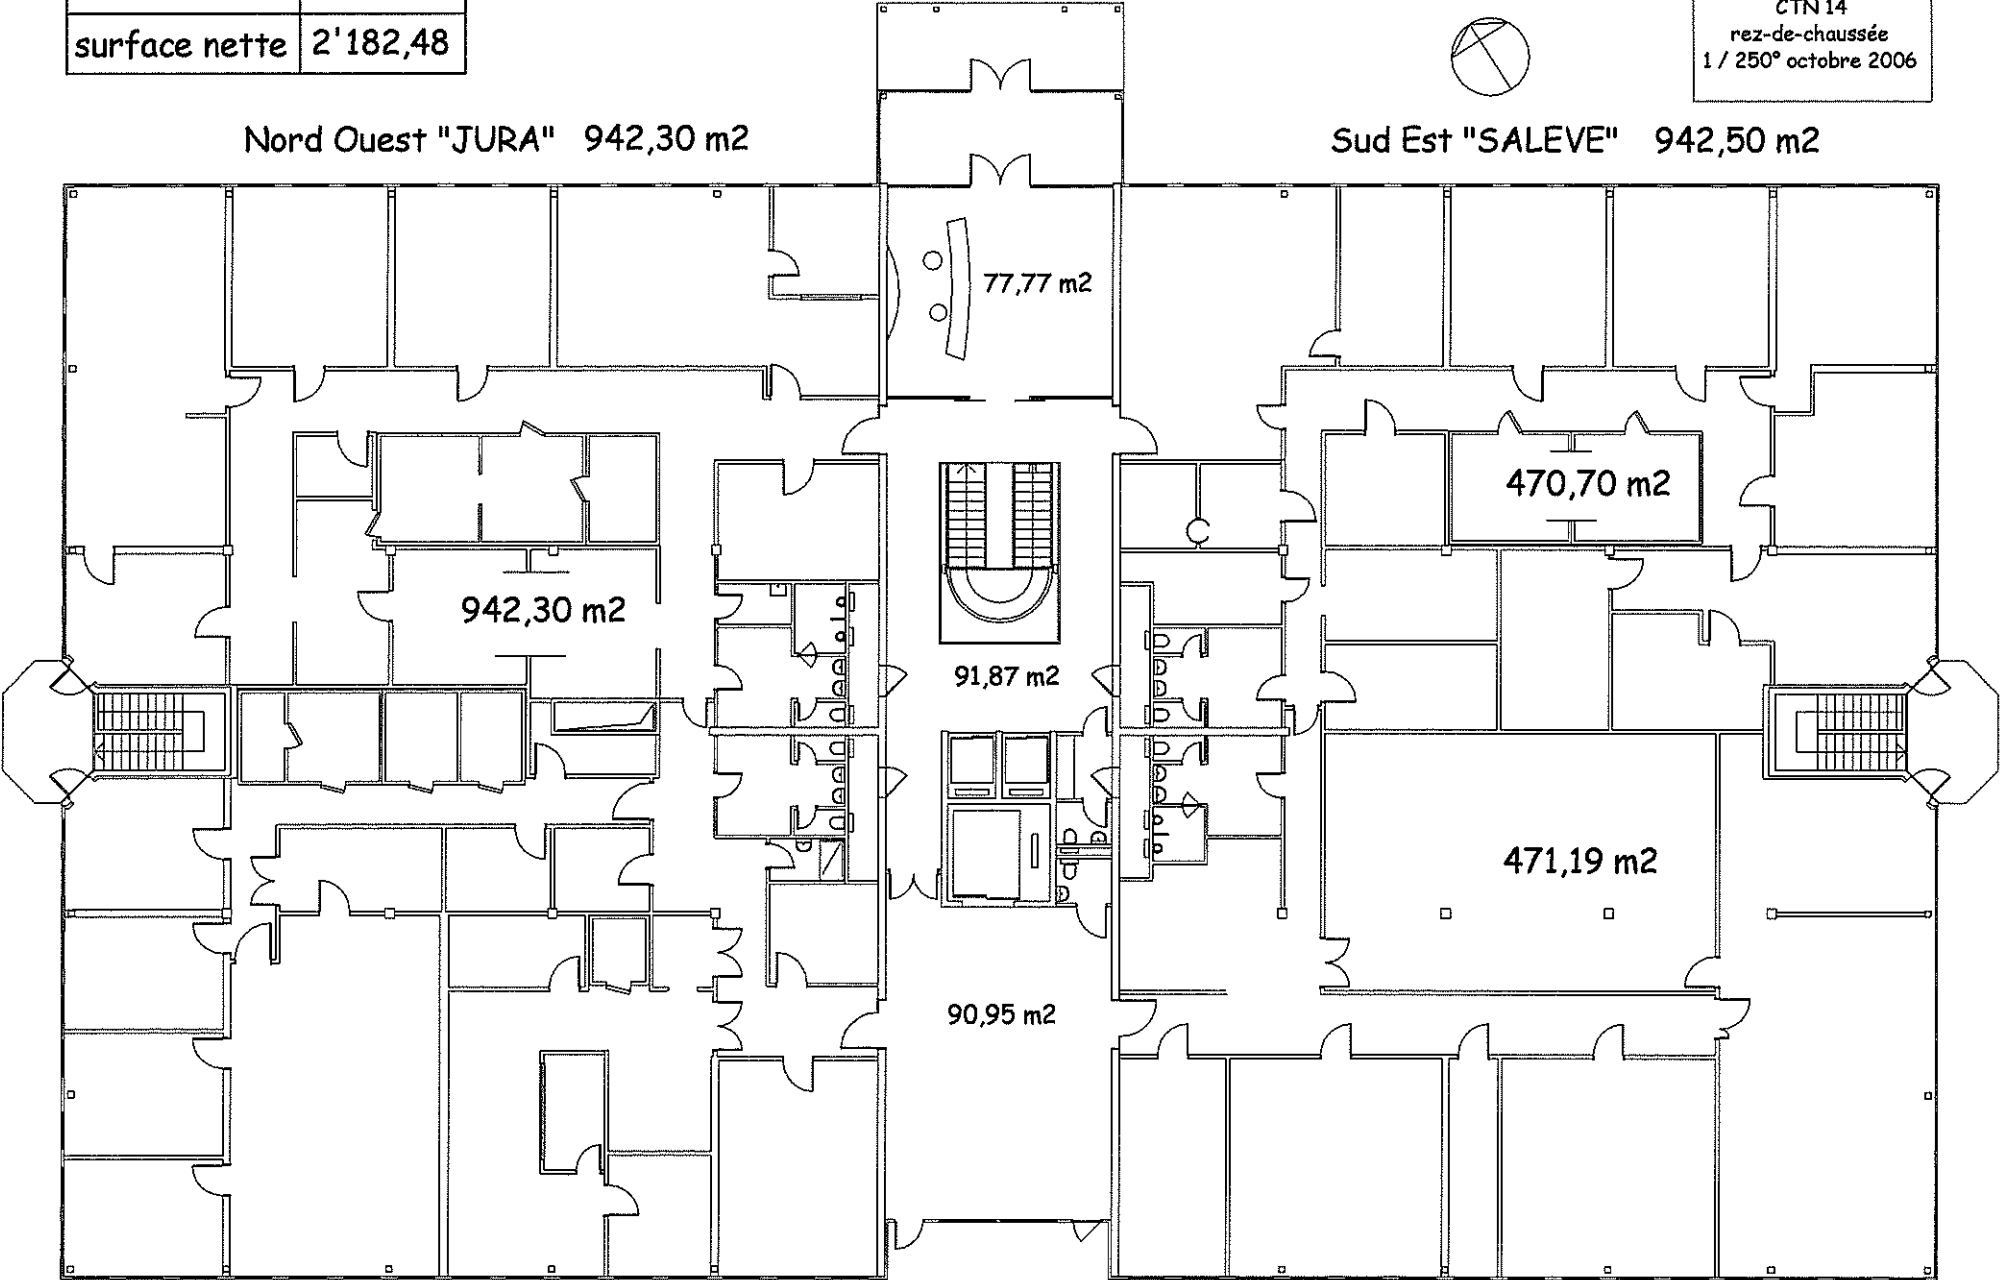 surface nette 2'182,48
CTN 14
rez-de-chaussée
1 / 250° octobre 2006
Nord Ouest "JURA" 942,30 m2
Sud Est "SALEVE" 942,50 m2
77,77 m2
470,70 m2
942,30 m2
91,87 m2
471,19 m2
90,95 m2